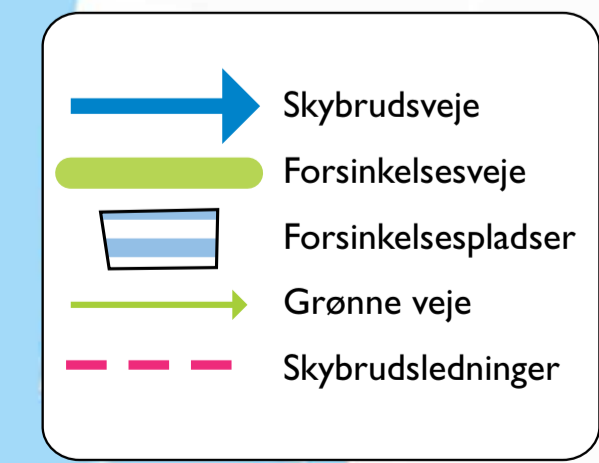 Skybrudsveje
Forsinkelsesveje
Forsinkelsespladser
Grønne veje
Skybrudsledninger